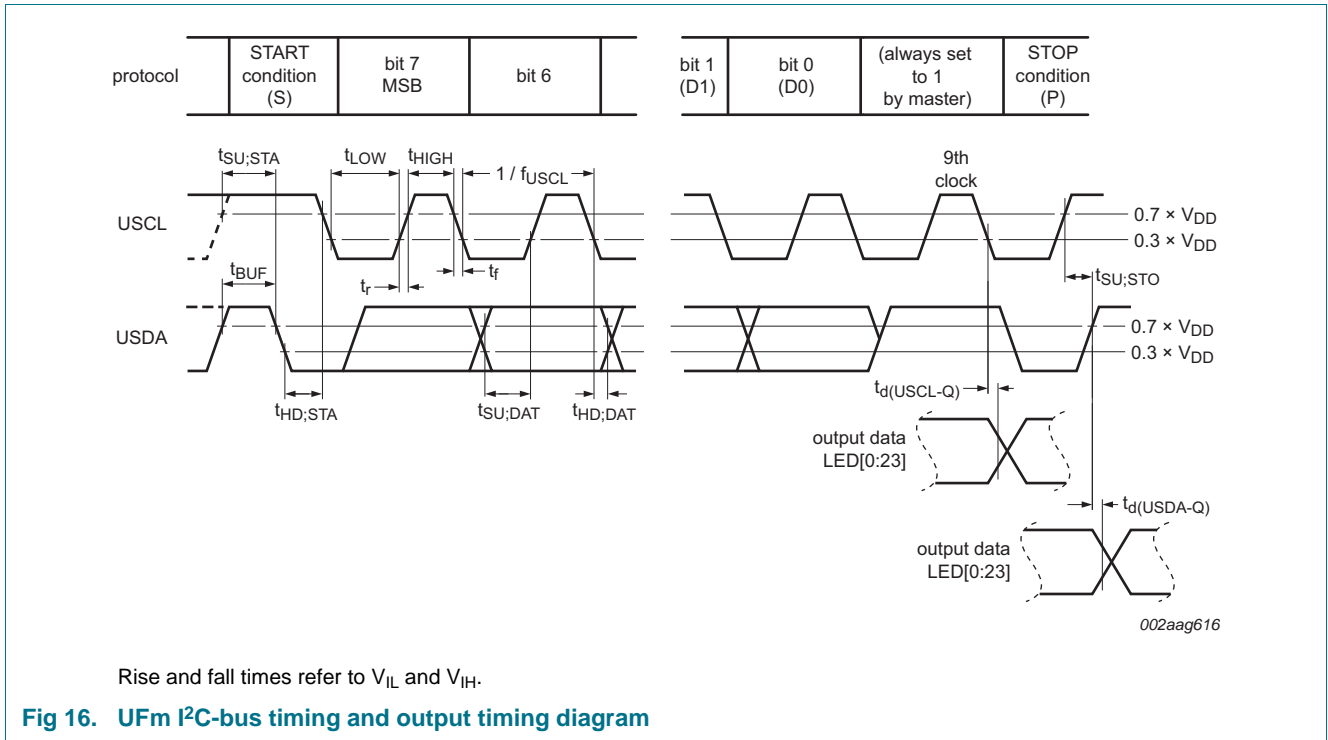 protocol
START
condition
(S)
bit 7
MSB
bit 6
bit 1
(D1)
bit 0
(D0)
(always set
to 1
by master)
STOP
condition
(P)
tSU;STA
tLOW
tHIGH
1 / fUSCL
9th
clock
USCL
0.7 × VDD
0.3 × VDD
tBUF
tr
tf
tSU;STO
USDA
0.7 × VDD
0.3 × VDD
tHD;STA
tSU;DAT
tHD;DAT
td(USCL-Q)
output data
LED[0:23]
td(USDA-Q)
output data
LED[0:23]
002aag616
Rise and fall times refer to VIL and VIH.
Fig 16. UFm I²C-bus timing and output timing diagram